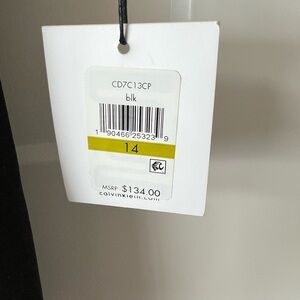 CD7C13CP
blk
1 90466 25323 9
14
MSRP $134.00
calvinklein.com